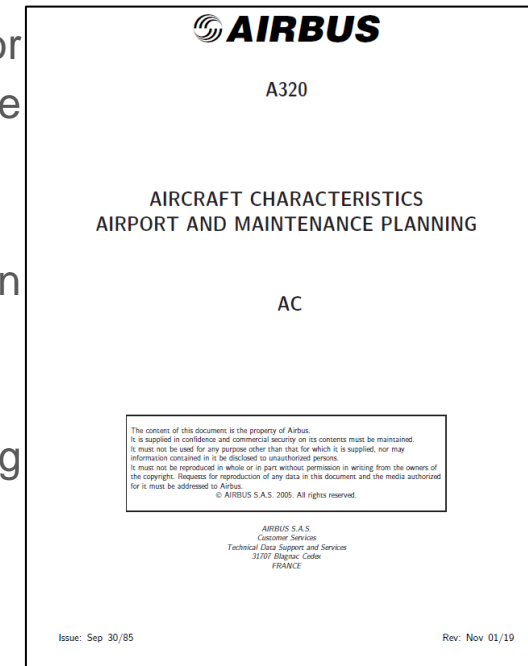 or
e
n
g
AIRBUS
A320
AIRCRAFT CHARACTERISTICS
AIRPORT AND MAINTENANCE PLANNING
AC
The content of this document is the property of Airbus.
It is supplied in confidence and commercial security on its contents must be maintained.
It must not be used for any purpose other than that for which it is supplied, nor may
information contained in it be disclosed to unauthorized persons.
It must not be reproduced in whole or in part without permission in writing from the owners of
the copyright. Requests for reproduction of any data in this document and the media authorized
for it must be addressed to Airbus.
© AIRBUS S.A.S. 2005. All rights reserved.
AIRBUS S.A.S.
Customer Services
Technical Data Support and Services
31707 Blagnac Cedex
FRANCE
Issue: Sep 30/85 Rev: Nov 01/19